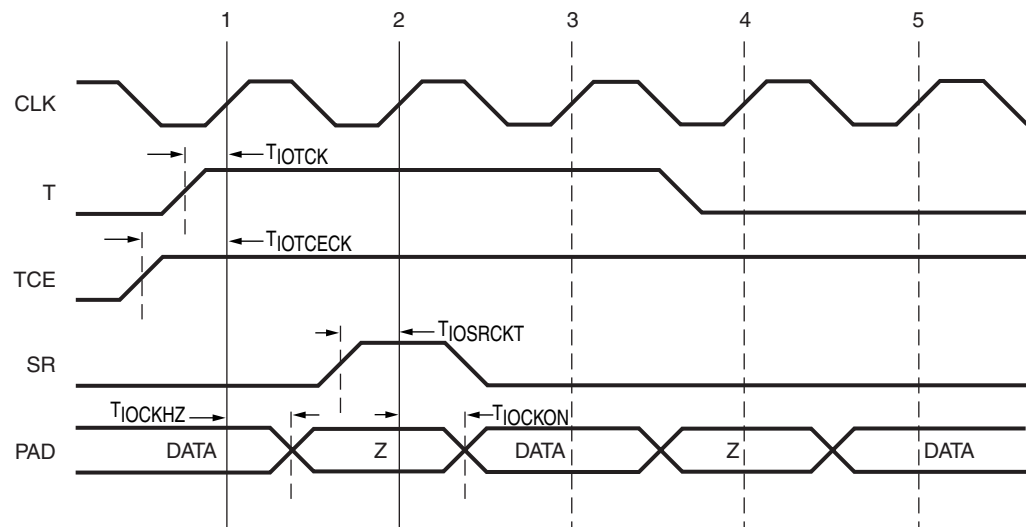 1 2 3 4 5
CLK
TIOTCK
T
TIOTCECK
TCE
TIOSRCKT
SR
TIOCKHZ TIOCKON
PAD DATA Z DATA Z DATA